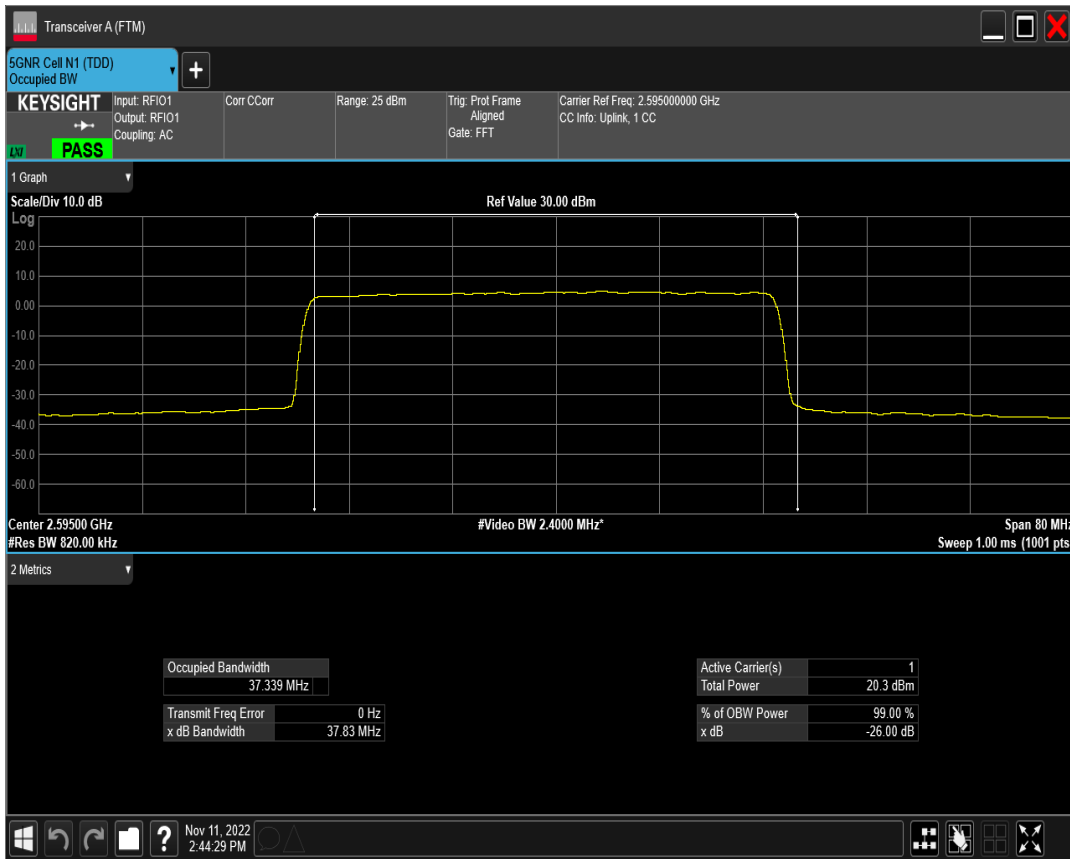 Transceiver A (FTM)
5GNR Cell N1 (TDD)
Occupied BW
+
KEYSIGHT
LXI
PASS
Input: RFIO1
Output: RFIO1
Coupling: AC
Corr CCorr
Range: 25 dBm
Trig: Prot Frame
Aligned
Gate: FFT
Carrier Ref Freq: 2.595000000 GHz
CC Info: Uplink, 1 CC
1 Graph
Scale/Div 10.0 dB
Ref Value 30.00 dBm
Log
20.0
10.0
0.00
-10.0
-20.0
-30.0
-40.0
-50.0
-60.0
Center 2.59500 GHz
#Video BW 2.4000 MHz*
Span 80 MHz
#Res BW 820.00 kHz
Sweep 1.00 ms (1001 pts
2 Metrics
Occupied Bandwidth
37.339 MHz
Transmit Freq Error 0 Hz
x dB Bandwidth 37.83 MHz
Active Carrier(s) 1
Total Power 20.3 dBm
% of OBW Power 99.00 %
x dB -26.00 dB
?
Nov 11, 2022
2:44:29 PM